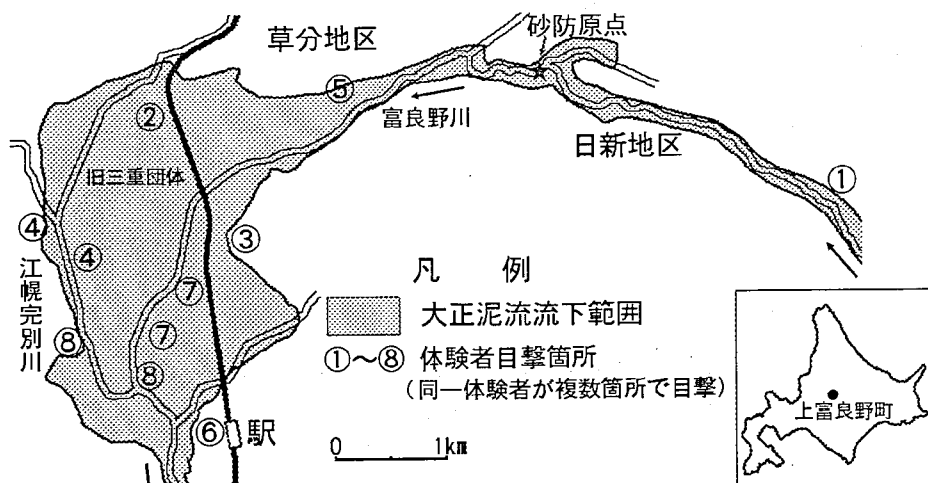 草分地区
砂防原点
⑤
②
富良野川
日新地区
①
旧三重団体
④
③
④
江幌完別川
凡　例
⑦
大正泥流流下範囲
⑧
⑦
①～⑧ 体験者目撃箇所
⑧
(同一体験者が複数箇所で目撃)
上富良野町
⑥
駅
0
1km